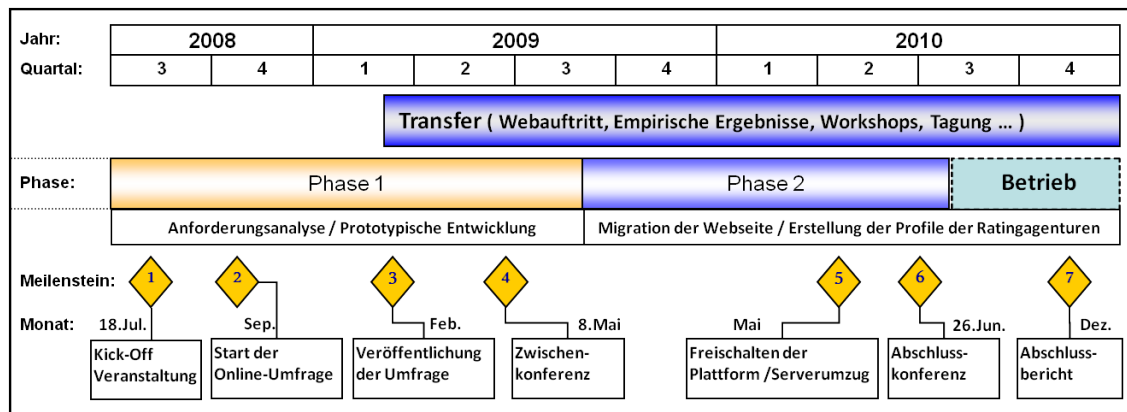 Jahr: 2008 2009 2010
Quartal: 3 4 1 2 3 4 1 2 3 4
Transfer ( Webauftritt, Empirische Ergebnisse, Workshops, Tagung ... )
Phase: Phase 1 Phase 2 Betrieb
Anforderungsanalyse / Prototypische Entwicklung Migration der Webseite / Erstellung der Profile der Ratingagenturen
Meilenstein: 1 2 3 4 5 6 7
Monat: 18.Jul. Sep. Feb. 8.Mai Mai 26.Jun. Dez.
Kick-Off
Veranstaltung
Start der
Online-Umfrage
Veröffentlichung
der Umfrage
Zwischen-
konferenz
Freischalten der
Plattform /Serverumzug
Abschluss-
konferenz
Abschluss-
bericht